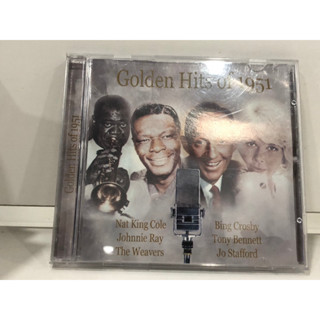 Golden Hits of 1951
Golden Hits of 1951
Nat King Cole
Johnnie Ray
The Weavers
Bing Crosby
Tony Bennett
Jo Stafford